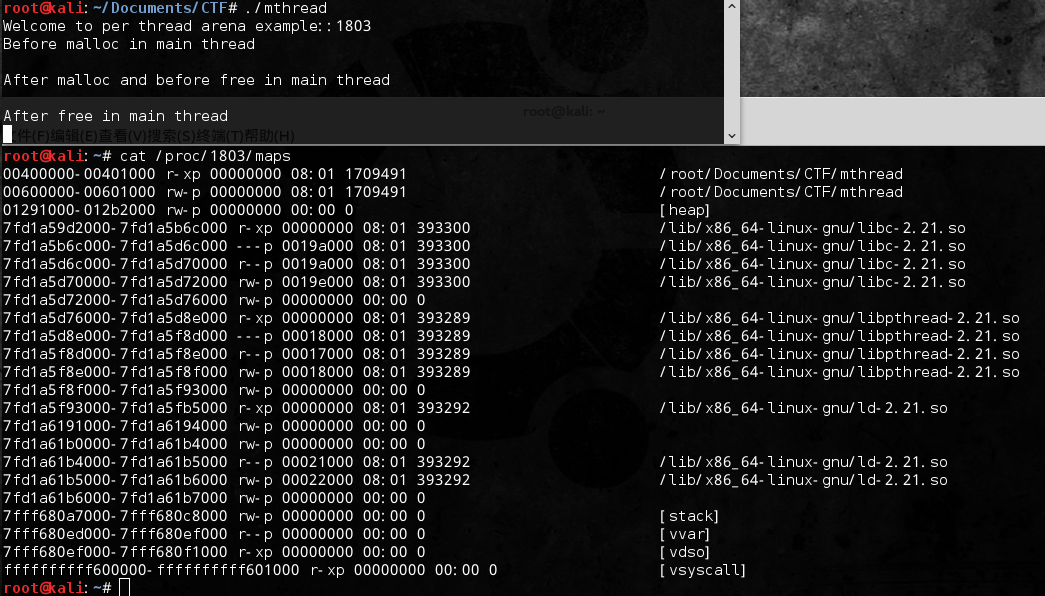 root@kali:~/Documents/CTF# ./mthread
Welcome to per thread arena example::1803
Before malloc in main thread
After malloc and before free in main thread
After free in main thread
root@kali: ~
文件(F)编辑(E)查看(V)搜索(S)终端(T)帮助(H)
root@kali:~# cat /proc/1803/maps
00400000-00401000 r-xp 00000000 08:01 1709491 /root/Documents/CTF/mthread
00600000-00601000 rw-p 00000000 08:01 1709491 /root/Documents/CTF/mthread
01291000-012b2000 rw-p 00000000 00:00 0 [heap]
7fd1a59d2000-7fd1a5b6c000 r-xp 00000000 08:01 393300 /lib/x86_64-linux-gnu/libc-2.21.so
7fd1a5b6c000-7fd1a5d6c000 ---p 0019a000 08:01 393300 /lib/x86_64-linux-gnu/libc-2.21.so
7fd1a5d6c000-7fd1a5d70000 r--p 0019a000 08:01 393300 /lib/x86_64-linux-gnu/libc-2.21.so
7fd1a5d70000-7fd1a5d72000 rw-p 0019e000 08:01 393300 /lib/x86_64-linux-gnu/libc-2.21.so
7fd1a5d72000-7fd1a5d76000 rw-p 00000000 00:00 0
7fd1a5d76000-7fd1a5d8e000 r-xp 00000000 08:01 393289 /lib/x86_64-linux-gnu/libpthread-2.21.so
7fd1a5d8e000-7fd1a5f8d000 ---p 00018000 08:01 393289 /lib/x86_64-linux-gnu/libpthread-2.21.so
7fd1a5f8d000-7fd1a5f8e000 r--p 00017000 08:01 393289 /lib/x86_64-linux-gnu/libpthread-2.21.so
7fd1a5f8e000-7fd1a5f8f000 rw-p 00018000 08:01 393289 /lib/x86_64-linux-gnu/libpthread-2.21.so
7fd1a5f8f000-7fd1a5f93000 rw-p 00000000 00:00 0
7fd1a5f93000-7fd1a5fb5000 r-xp 00000000 08:01 393292 /lib/x86_64-linux-gnu/ld-2.21.so
7fd1a6191000-7fd1a6194000 rw-p 00000000 00:00 0
7fd1a61b0000-7fd1a61b4000 rw-p 00000000 00:00 0
7fd1a61b4000-7fd1a61b5000 r--p 00021000 08:01 393292 /lib/x86_64-linux-gnu/ld-2.21.so
7fd1a61b5000-7fd1a61b6000 rw-p 00022000 08:01 393292 /lib/x86_64-linux-gnu/ld-2.21.so
7fd1a61b6000-7fd1a61b7000 rw-p 00000000 00:00 0
7fff680a7000-7fff680c8000 rw-p 00000000 00:00 0 [stack]
7fff680ed000-7fff680ef000 r--p 00000000 00:00 0 [vvar]
7fff680ef000-7fff680f1000 r-xp 00000000 00:00 0 [vdso]
ffffffffff600000-ffffffffff601000 r-xp 00000000 00:00 0 [vsyscall]
root@kali:~#